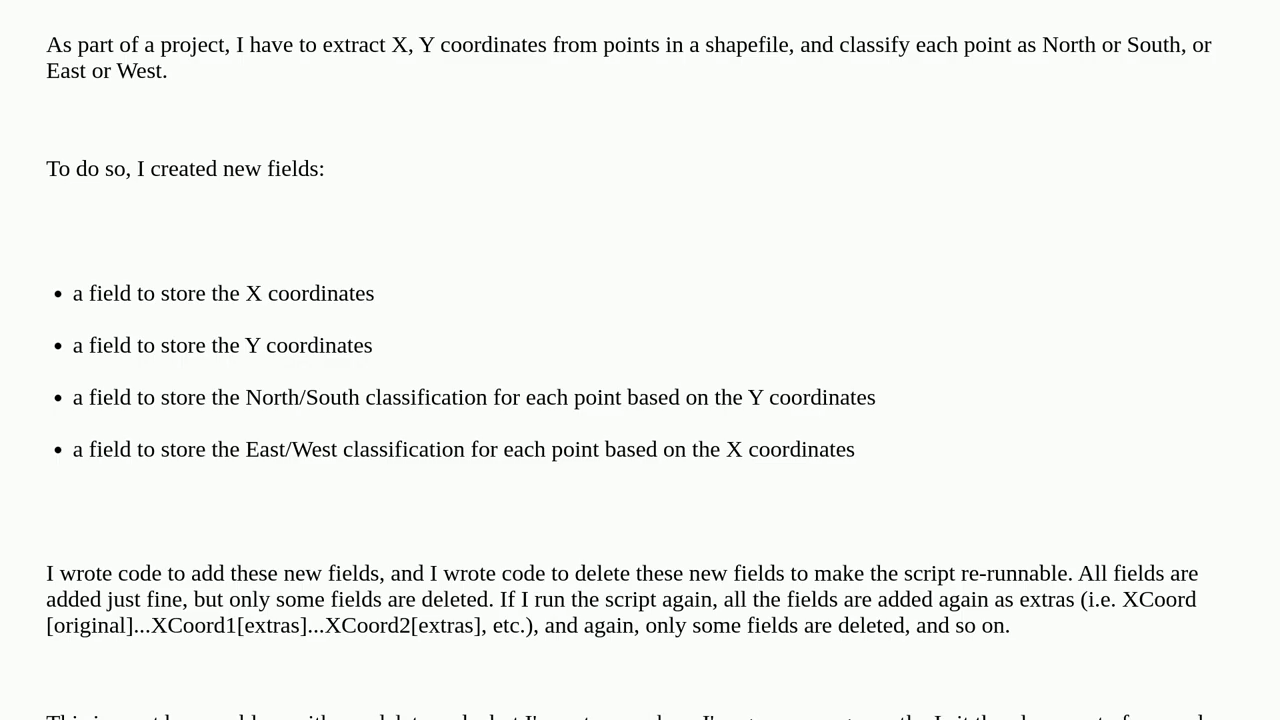 As part of a project, I have to extract X, Y coordinates from points in a shapefile, and classify each point as North or South, or
East or West.
To do so, I created new fields:
• a field to store the X coordinates
• a field to store the Y coordinates
• a field to store the North/South classification for each point based on the Y coordinates
• a field to store the East/West classification for each point based on the X coordinates
I wrote code to add these new fields, and I wrote code to delete these new fields to make the script re-runnable. All fields are
added just fine, but only some fields are deleted. If I run the script again, all the fields are added again as extras (i.e. XCoord
[original]...XCoord1[extras]...XCoord2[extras], etc.), and again, only some fields are deleted, and so on.